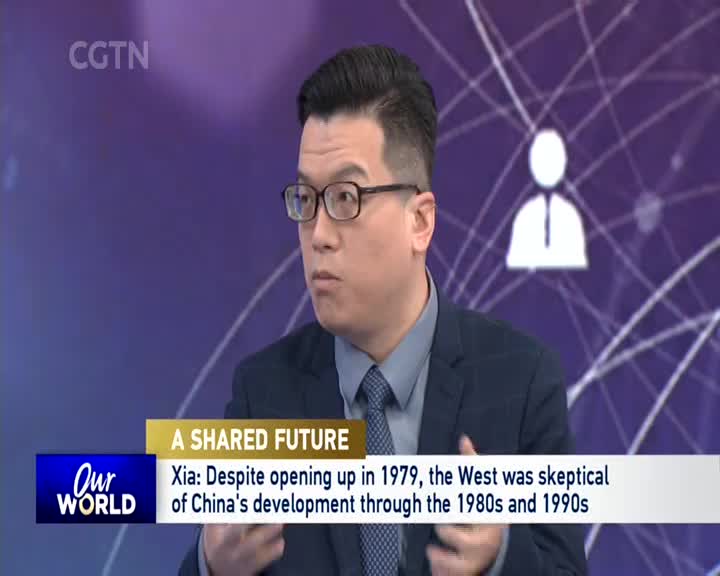 CGTN
A SHARED FUTURE
Our
WORLD
Xia: Despite opening up in 1979, the West was skeptical
of China's development through the 1980s and 1990s